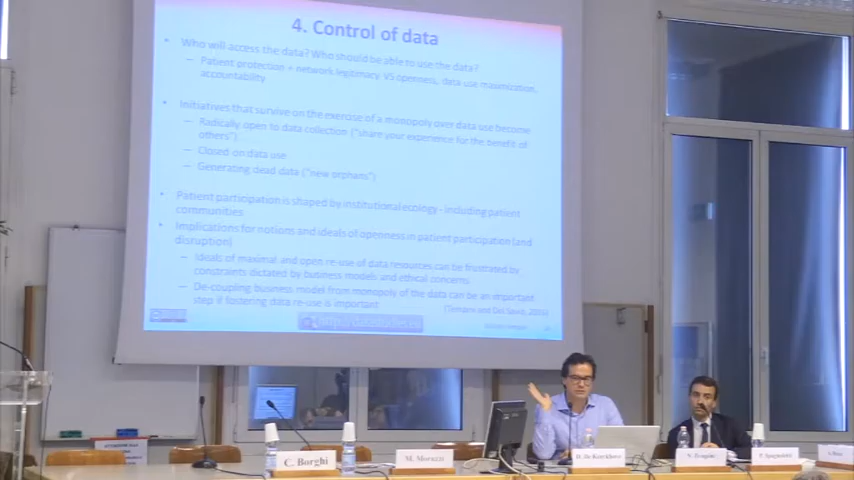 4. Control of data
• Who will access the data? Who should be able to use the data?
– Patient protection + network legitimacy VS openness, data use maximization,
accountability
• Initiatives that survive on the exercise of a monopoly over data use become
– Radically open to data collection ("share your experience for the benefit of
others")
– Closed on data use
– Generating dead data ("new orphans")
• Patient participation is shaped by institutional ecology - including patient
communities
• Implications for notions and ideals of openness in patient participation (and
disruption)
– Ideals of maximal and open re-use of data resources can be frustrated by
constraints dictated by business models and ethical concerns
– De-coupling business model from monopoly of the data can be an important
step if fostering data re-use is important
(Tempini and Del Savio, 2016)
C. Borghi
M. Moruzzi
D. De Kerckhove